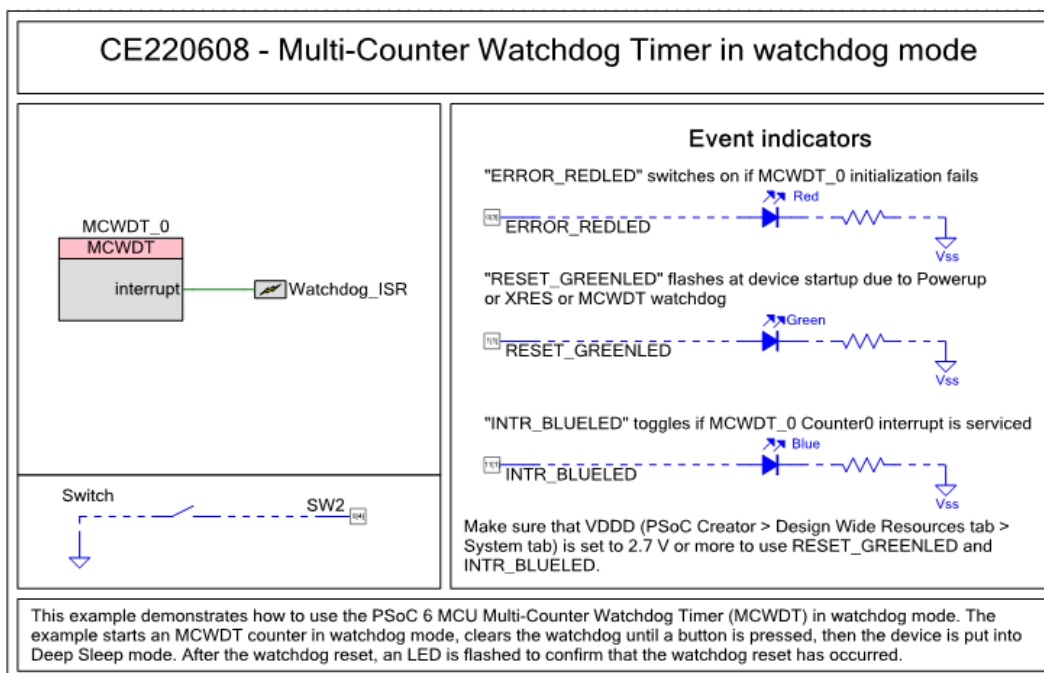 CE220608 - Multi-Counter Watchdog Timer in watchdog mode
MCWDT_0
MCWDT
interrupt
Watchdog_ISR
Switch
SW2
Event indicators
"ERROR_REDLED" switches on if MCWDT_0 initialization fails
Red
ERROR_REDLED
Vss
"RESET_GREENLED" flashes at device startup due to Powerup
or XRES or MCWDT watchdog
Green
RESET_GREENLED
Vss
"INTR_BLUELED" toggles if MCWDT_0 Counter0 interrupt is serviced
Blue
INTR_BLUELED
Vss
Make sure that VDDD (PSoC Creator > Design Wide Resources tab >
System tab) is set to 2.7 V or more to use RESET_GREENLED and
INTR_BLUELED.
This example demonstrates how to use the PSoC 6 MCU Multi-Counter Watchdog Timer (MCWDT) in watchdog mode. The
example starts an MCWDT counter in watchdog mode, clears the watchdog until a button is pressed, then the device is put into
Deep Sleep mode. After the watchdog reset, an LED is flashed to confirm that the watchdog reset has occurred.